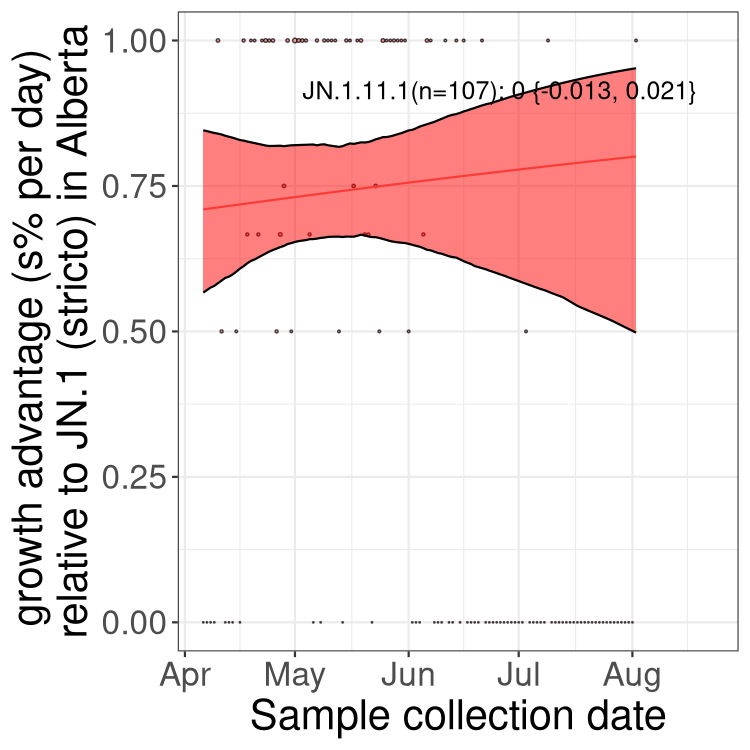 growth advantage (s% per day)
relative to JN.1 (stricto) in Alberta
1.00
0.75
0.50
0.25
0.00
JN.1.11.1(n=107): 0 {-0.013, 0.021}
Apr May Jun Jul Aug
Sample collection date